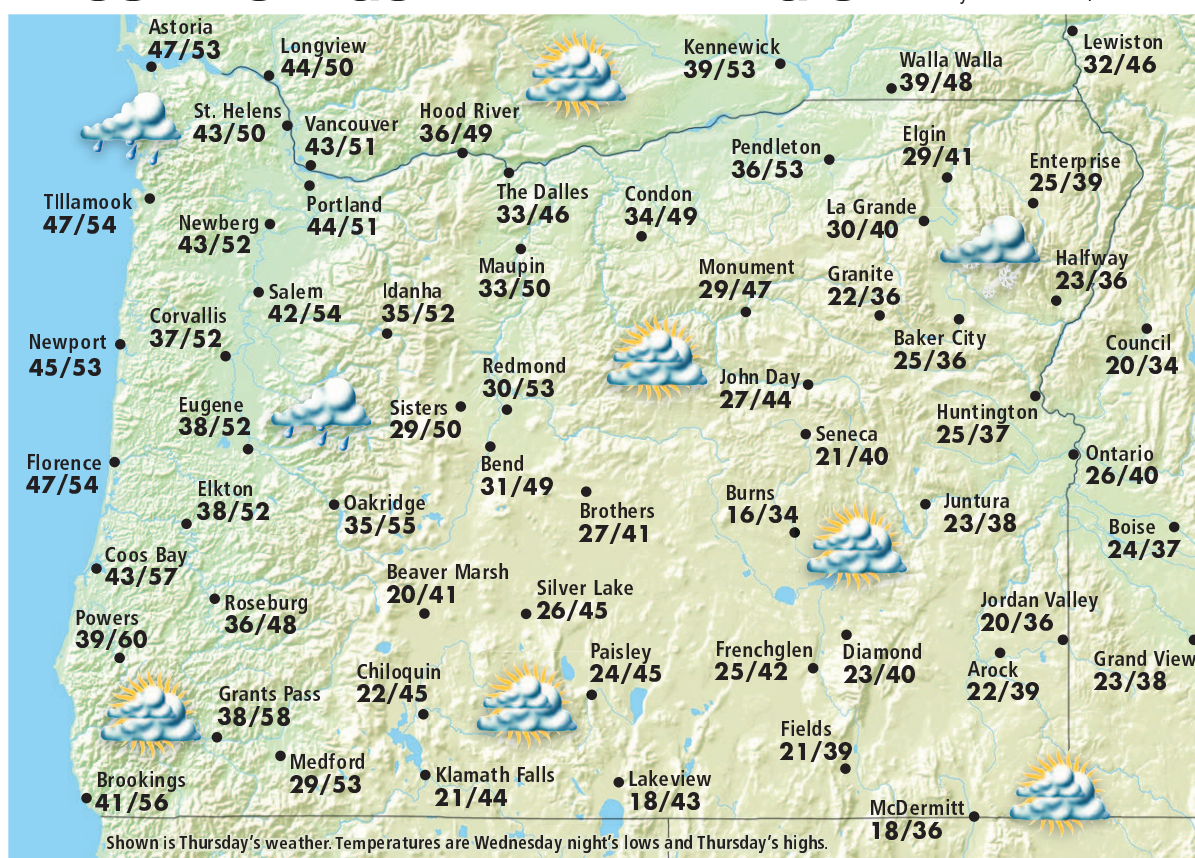 Astoria
47/53
Longview
44/50
Kennewick
39/53
Walla Walla
39/48
Lewiston
32/46
St. Helens
43/50
Vancouver
43/51
Hood River
36/49
Pendleton
36/53
Elgin
29/41
Enterprise
25/39
TIllamook
47/54
Newberg
43/52
Portland
44/51
The Dalles
33/46
Condon
34/49
La Grande
30/40
Maupin
33/50
Monument
29/47
Granite
22/36
Halfway
23/36
Salem
42/54
Idanha
35/52
Corvallis
37/52
Newport
45/53
Baker City
25/36
Council
20/34
Redmond
30/53
John Day
27/44
Eugene
38/52
Sisters
29/50
Huntington
25/37
Seneca
21/40
Florence
47/54
Bend
31/49
Ontario
26/40
Elkton
38/52
Oakridge
35/55
Brothers
27/41
Burns
16/34
Juntura
23/38
Boise
24/37
Coos Bay
43/57
Beaver Marsh
20/41
Silver Lake
26/45
Roseburg
36/48
Jordan Valley
20/36
Powers
39/60
Paisley
24/45
Frenchglen
25/42
Diamond
23/40
Arock
22/39
Grand View
23/38
Chiloquin
22/45
Grants Pass
38/58
Fields
21/39
Medford
29/53
Klamath Falls
21/44
Lakeview
18/43
Brookings
41/56
McDermitt
18/36
Shown is Thursday's weather. Temperatures are Wednesday night's lows and Thursday's highs.